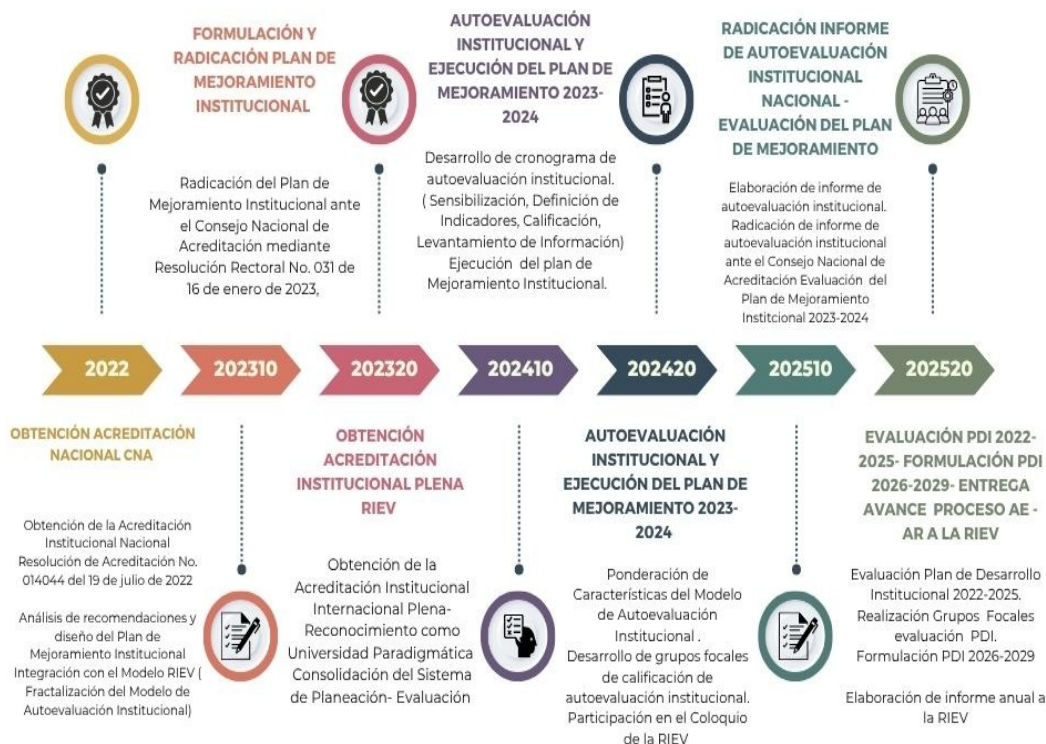 FORMULACIÓN Y
RADICACIÓN PLAN DE
MEJORAMIENTO
INSTITUCIONAL
Radicación del Plan de
Mejoramiento Institucional ante
el Consejo Nacional de
Acreditación mediante
Resolución Rectoral No. 031 de
16 de enero de 2023,
AUTOEVALUACIÓN
INSTITUCIONAL Y
EJECUCIÓN DEL PLAN DE
MEJORAMIENTO 2023-
2024
Desarrollo de cronograma de
autoevaluación institucional.
( Sensibilización, Definición de
Indicadores, Calificación,
Levantamiento de Información)
Ejecución del plan de
Mejoramiento Institucional.
RADICACIÓN INFORME
DE AUTOEVALUACIÓN
INSTITUCIONAL
NACIONAL -
EVALUACIÓN DEL PLAN
DE MEJORAMIENTO
Elaboración de informe de
autoevaluación institucional.
Radicación de informe de
autoevaluación institucional
ante el Consejo Nacional de
Acreditación Evaluación del
Plan de Mejoramiento
Institcional 2023-2024
2022
202310
202320
202410
202420
202510
202520
OBTENCIÓN ACREDITACIÓN
NACIONAL CNA
Obtención de la Acreditación
Institucional Nacional
Resolución de Acreditación No.
014044 del 19 de julio de 2022
Análisis de recomendaciones y
diseño del Plan de
Mejoramiento Institucional
Integración con el Modelo RIEV (
Fractalización del Modelo de
Autoevaluación Institucional)
OBTENCIÓN
ACREDITACIÓN
INSTITUCIONAL PLENA
RIEV
Obtención de la
Acreditación Institucional
Internacional Plena-
Reconocimiento como
Universidad Paradigmática
Consolidación del Sistema
de Planeación- Evaluación
AUTOEVALUACIÓN
INSTITUCIONAL Y
EJECUCIÓN DEL PLAN DE
MEJORAMIENTO 2023-
2024
Ponderación de
Características del Modelo
de Autoevaluación
Institucional .
Desarrollo de grupos focales
de calificación de
autoevaluación institucional.
Participación en el Coloquio
de la RIEV
EVALUACIÓN PDI 2022-
2025- FORMULACIÓN PDI
2026-2029- ENTREGA
AVANCE PROCESO AE -
AR A LA RIEV
Evaluación Plan de Desarrollo
Institucional 2022-2025.
Realización Grupos Focales
evaluación PDI.
Formulación PDI 2026-2029
Elaboración de informe anual a
la RIEV